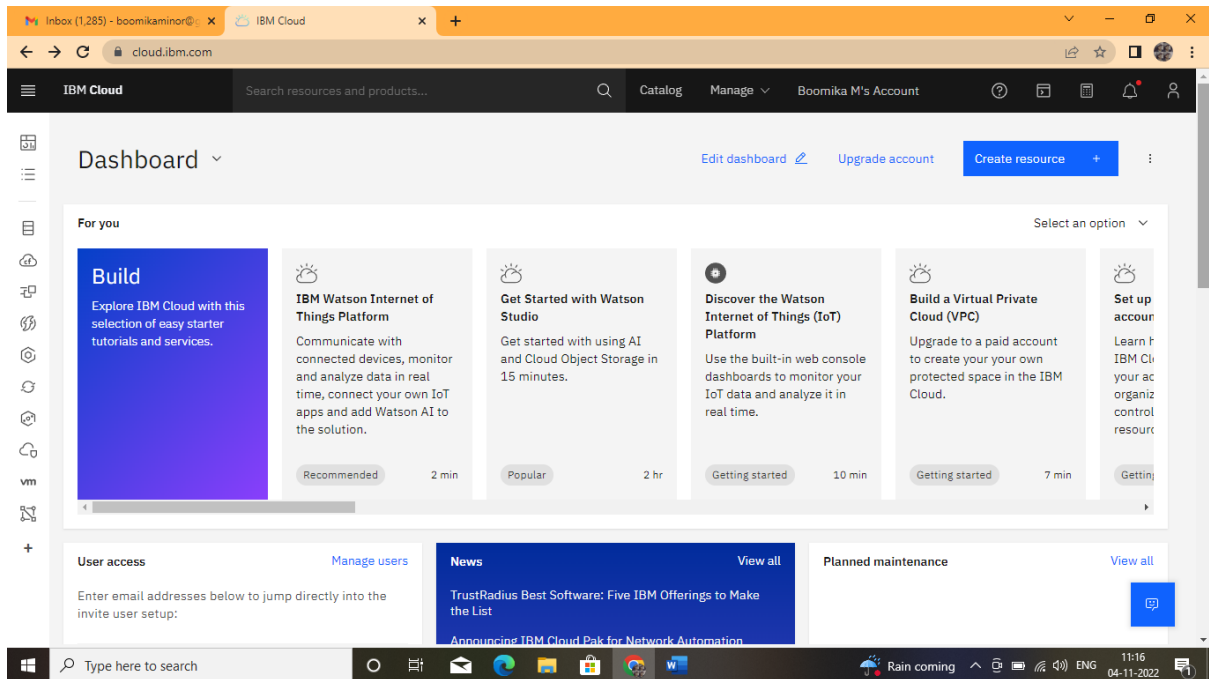 Inbox (1,285) - boomikaminor@g
IBM Cloud
cloud.ibm.com
IBM Cloud
Search resources and products...
Catalog
Manage
Boomika M's Account
Dashboard
Edit dashboard
Upgrade account
Create resource +
For you
Select an option
Build
Explore IBM Cloud with this
selection of easy starter
tutorials and services.
IBM Watson Internet of
Things Platform
Communicate with
connected devices, monitor
and analyze data in real
time, connect your own IoT
apps and add Watson AI to
the solution.
Recommended
2 min
Get Started with Watson
Studio
Get started with using AI
and Cloud Object Storage in
15 minutes.
Popular
2 hr
Discover the Watson
Internet of Things (IoT)
Platform
Use the built-in web console
dashboards to monitor your
IoT data and analyze it in
real time.
Getting started
10 min
Build a Virtual Private
Cloud (VPC)
Upgrade to a paid account
to create your your own
protected space in the IBM
Cloud.
Getting started
7 min
Set up
accoun
Learn h
IBM Cl
your ac
organiz
control
resourc
Getting
vm
User access
Manage users
Enter email addresses below to jump directly into the
invite user setup:
News
View all
TrustRadius Best Software: Five IBM Offerings to Make
the List
Announcing IBM Cloud Pak for Network Automation
Planned maintenance
View all
Type here to search
Rain coming
ENG
11:16
04-11-2022